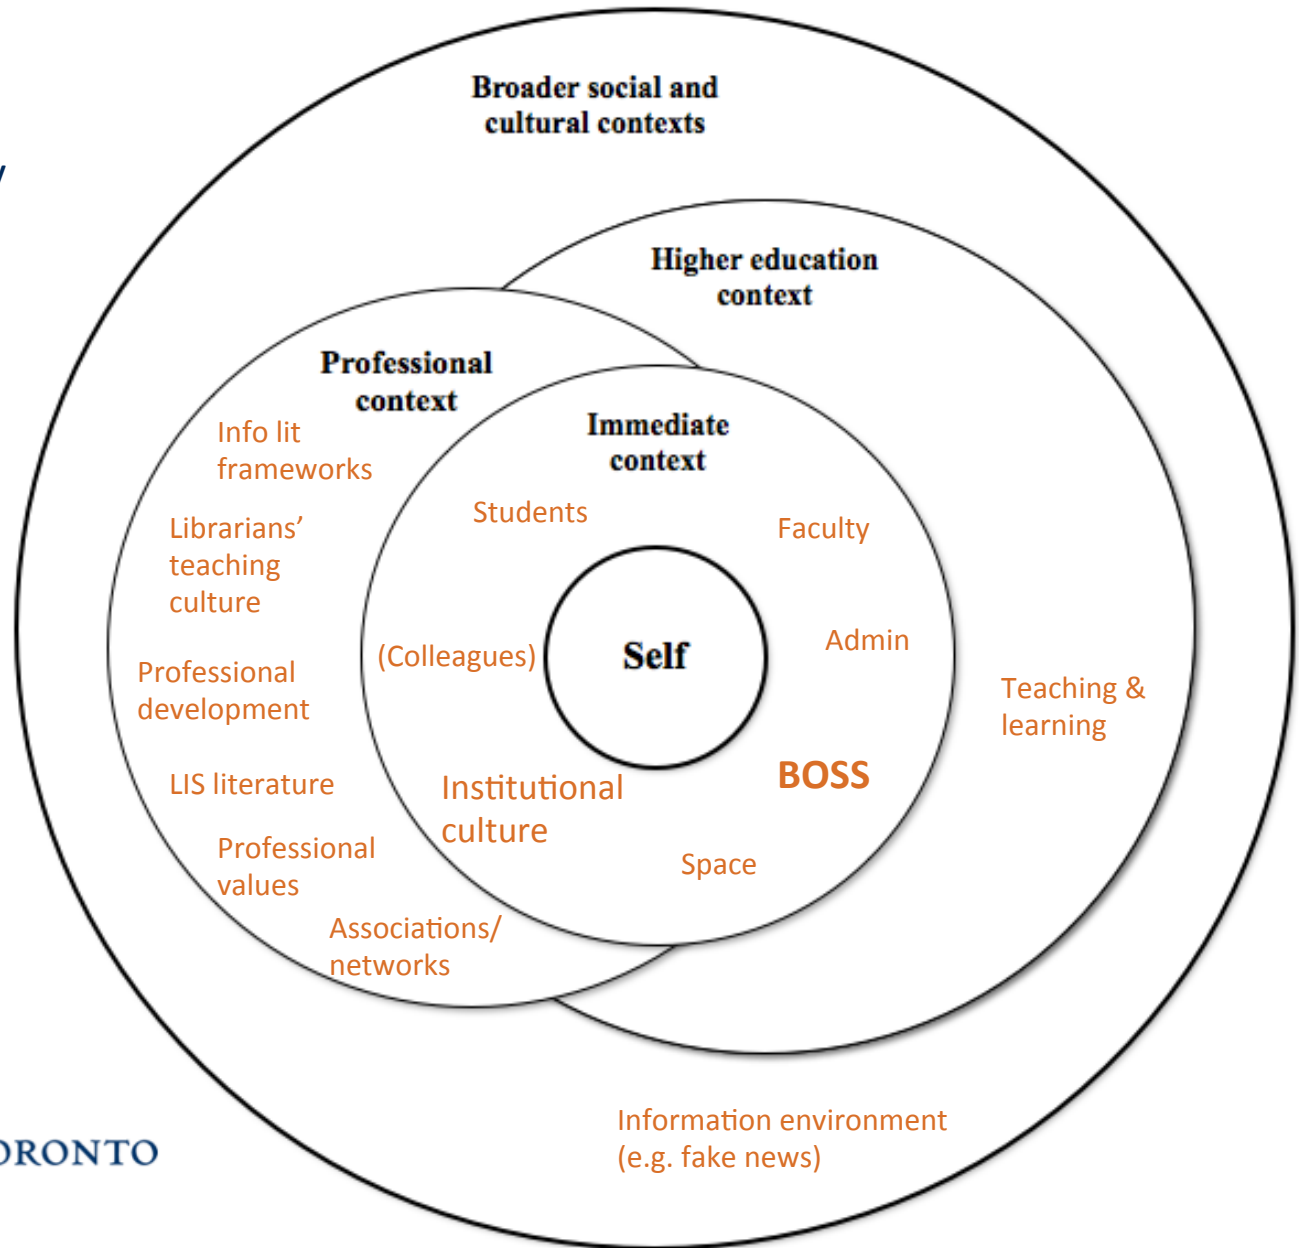 Broader social and
cultural contexts
Higher education
context
Professional
context
Immediate
context
Info lit
frameworks
Students
Faculty
Librarians’
teaching
culture
(Colleagues)
Self
Admin
Professional
development
Teaching &
learning
BOSS
LIS literature
Institutional
culture
Professional
values
Space
Associations/
networks
Information environment
(e.g. fake news)
ORONTO